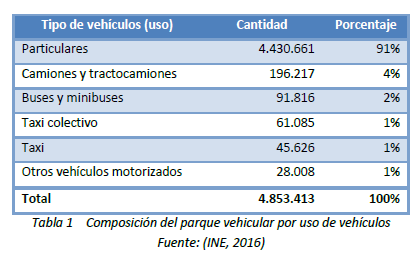 Tipo de vehículos (uso) Cantidad Porcentaje
Particulares 4.430.661 91%
Camiones y tractocamiones 196.217 4%
Buses y minibuses 91.816 2%
Taxi colectivo 61.085 1%
Taxi 45.626 1%
Otros vehículos motorizados 28.008 1%
Total 4.853.413 100%
Tabla 1 Composición del parque vehicular por uso de vehículos
Fuente: (INE, 2016)